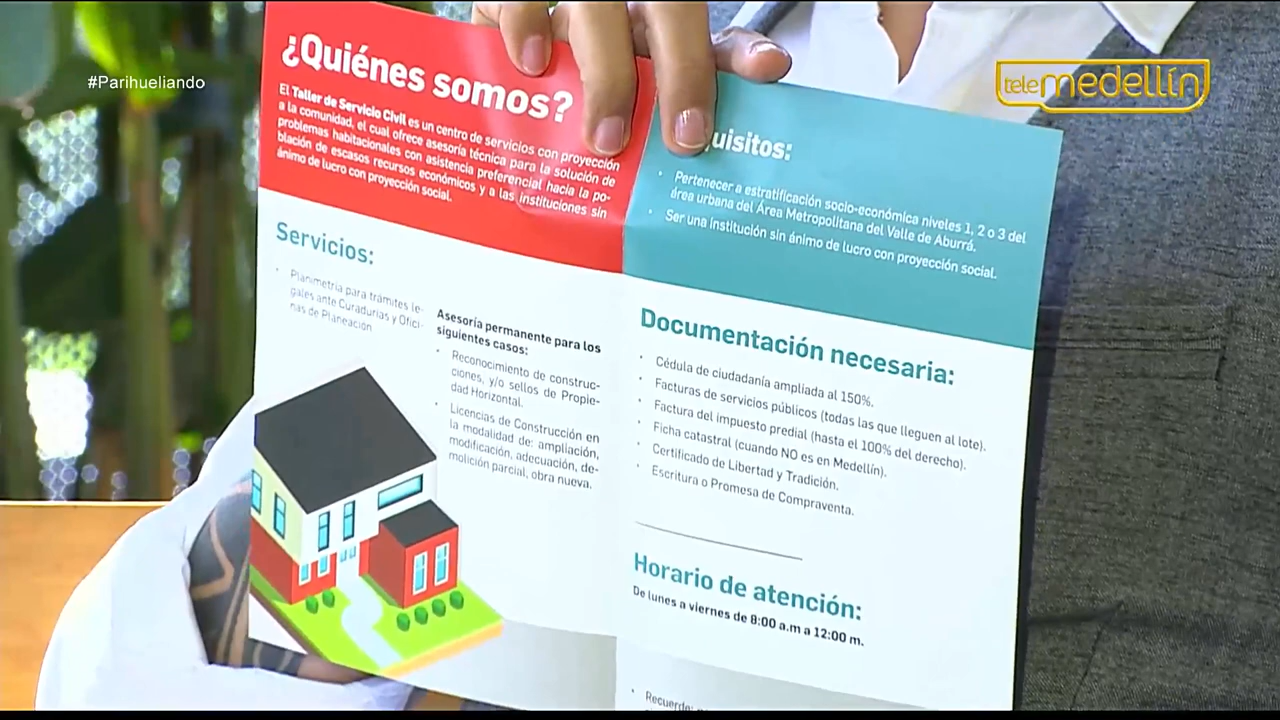 #Parihueliando
tele medellín
¿Quiénes somos?
El Taller de Servicio Civil es un centro de servicios con proyección
a la comunidad, el cual ofrece asesoría técnica para la solución de
problemas habitacionales con asistencia preferencial hacia la po-
blación de escasos recursos económicos y a las instituciones sin
ánimo de lucro con proyección social.
Servicios:
Planimetría para trámites le-
gales ante Curadurías y Ofici-
nas de Planeación
Asesoría permanente para los
siguientes casos:
Reconocimiento de construc-
ciones, y/o sellos de Propie-
dad Horizontal.
Licencias de Construcción en
la modalidad de: ampliación,
modificación, adecuación, de-
molición parcial, obra nueva.
uisitos:
Pertenecer a estratificación socio-económica niveles 1, 2 o 3 del
área urbana del Área Metropolitana del Valle de Aburrá.
Ser una institución sin ánimo de lucro con proyección social.
Documentación necesaria:
Cédula de ciudadanía ampliada al 150%.
Facturas de servicios públicos (todas las que lleguen al lote).
Factura del impuesto predial (hasta el 100% del derecho).
Ficha catastral (cuando NO es en Medellín).
Certificado de Libertad y Tradición.
Escritura o Promesa de Compraventa.
Horario de atención:
De lunes a viernes de 8:00 a.m a 12:00 m.
Recuerde: